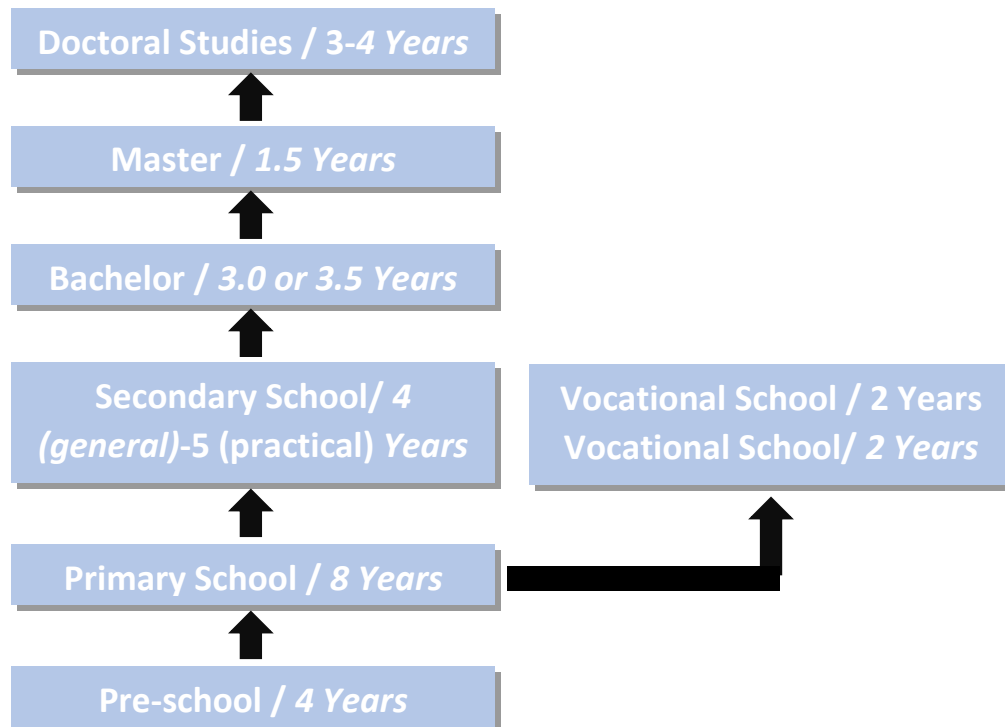 Doctoral Studies / 3-4 Years
Master / 1.5 Years
Bachelor / 3.0 or 3.5 Years
Secondary School/ 4
(general)-5 (practical) Years
Vocational School / 2 Years
Vocational School/ 2 Years
Primary School / 8 Years
Pre-school / 4 Years